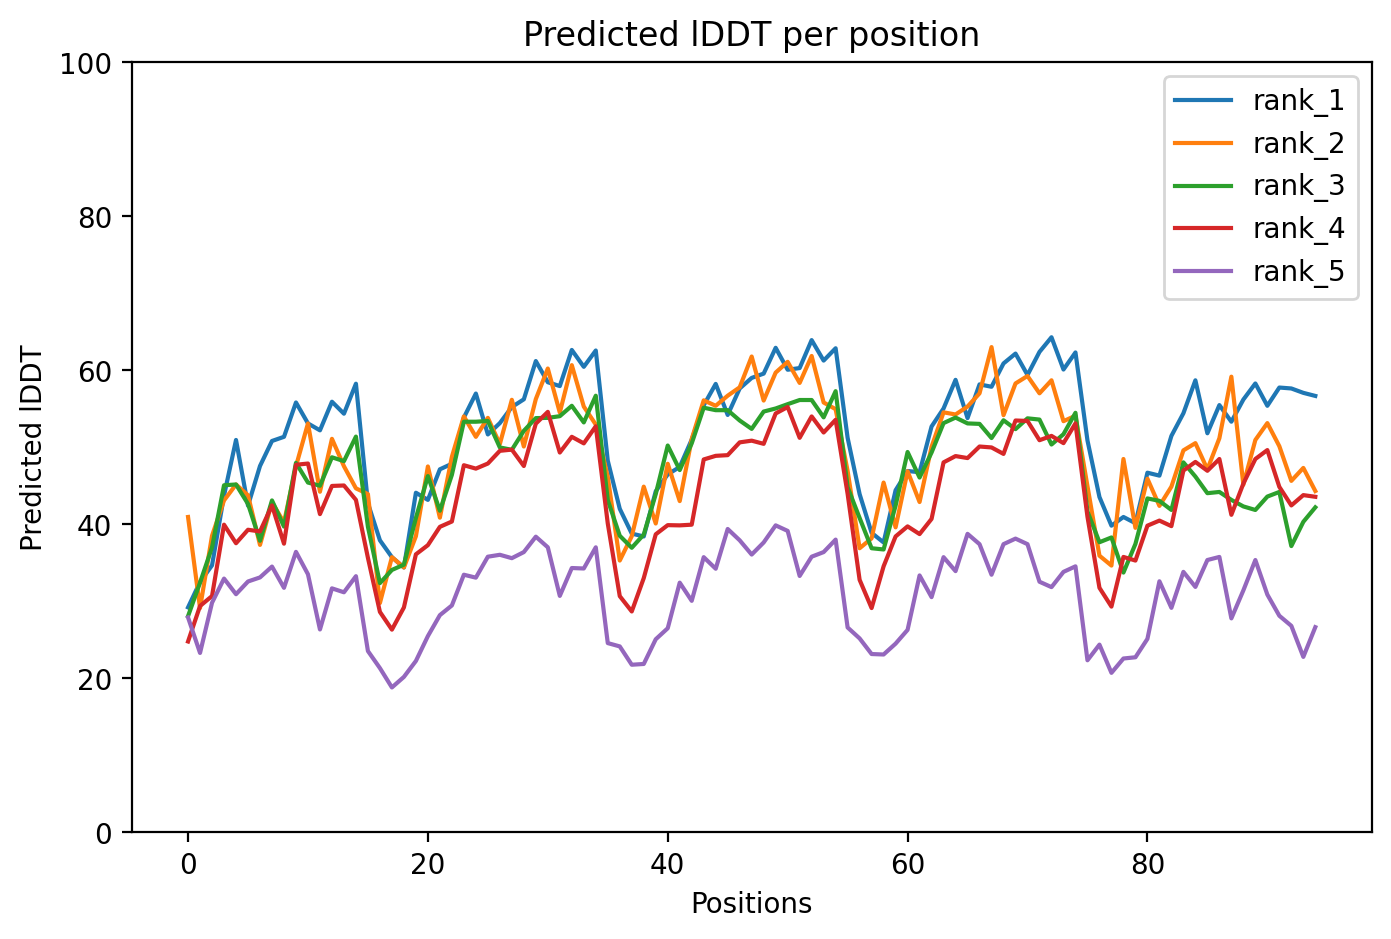 Predicted lDDT per position
100
80
60
40
20
0
Predicted lDDT
0 20 40 60 80
Positions
rank_1
rank_2
rank_3
rank_4
rank_5